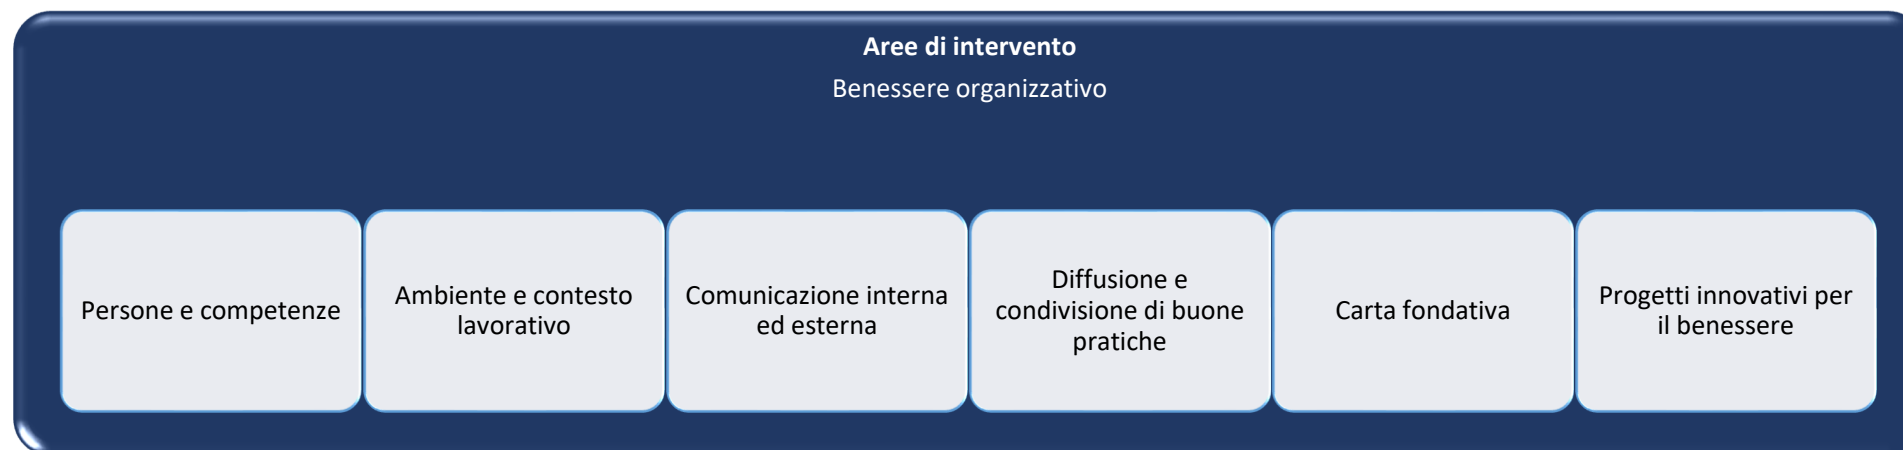 Aree di intervento
Benessere organizzativo
Persone e competenze
Ambiente e contesto
lavorativo
Comunicazione interna
ed esterna
Diffusione e
condivisione di buone
pratiche
Carta fondativa
Progetti innovativi per
il benessere